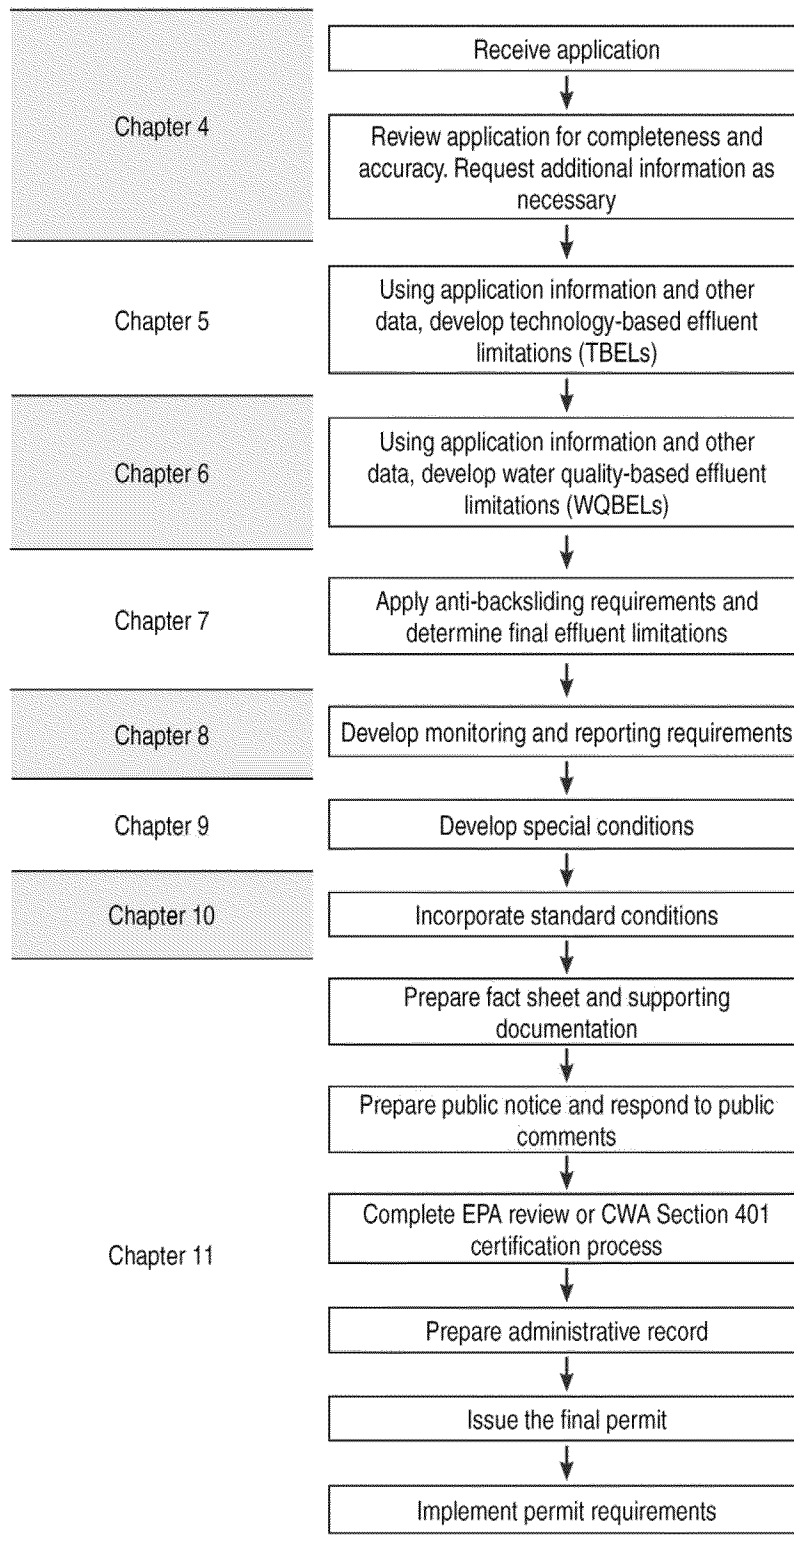 Receive application
Chapter 4
Review application for completeness and
accuracy. Request additional information as
necessary
Chapter 5
Using application information and other
data, develop technology-based effluent
limitations (TBELs)
Chapter 6
Using application information and other
data, develop water quality-based effluent
limitations (WQBELs)
Chapter 7
Apply anti-backsliding requirements and
determine final effluent limitations
Chapter 8
Develop monitoring and reporting requirements
Chapter 9
Develop special conditions
Chapter 10
Incorporate standard conditions
Prepare fact sheet and supporting
documentation
Prepare public notice and respond to public
comments
Chapter 11
Complete EPA review or CWA Section 401
certification process
Prepare administrative record
Issue the final permit
Implement permit requirements